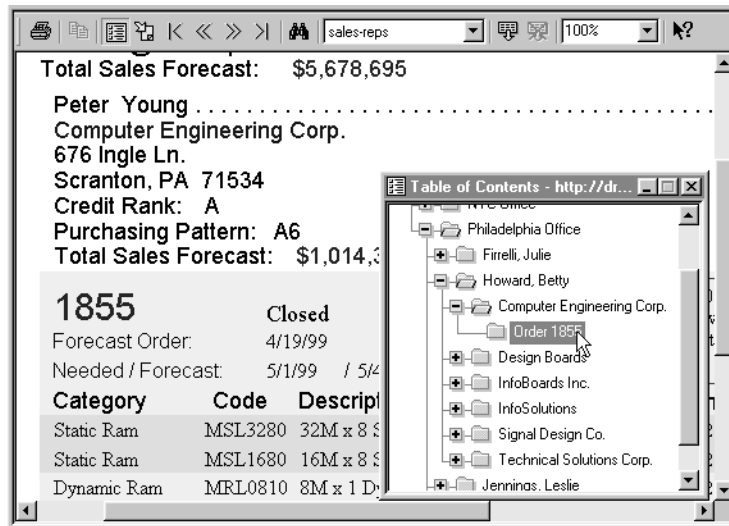 sales-reps
100%
Total Sales Forecast: $5,678,695
Peter Young . . . . . . . . . . . . . . . . . . . . . . . . . . . . . . . . . . . . . . . .
Computer Engineering Corp.
676 Ingle Ln.
Scranton, PA 71534
Credit Rank: A
Purchasing Pattern: A6
Total Sales Forecast: $1,014,3
1855 Closed
Forecast Order: 4/19/99
Needed / Forecast: 5/1/99 / 5/4
Category Code Descript
Static Ram MSL3280 32M x 8 S
Static Ram MSL1680 16M x 8 S
Dynamic Ram MRL0810 8M x 1 Dy
Table of Contents - http://dr...
NYC Office
Philadelphia Office
Firrelli, Julie
Howard, Betty
Computer Engineering Corp.
Order 1855
Design Boards
InfoBoards Inc.
InfoSolutions
Signal Design Co.
Technical Solutions Corp.
Jennings, Leslie